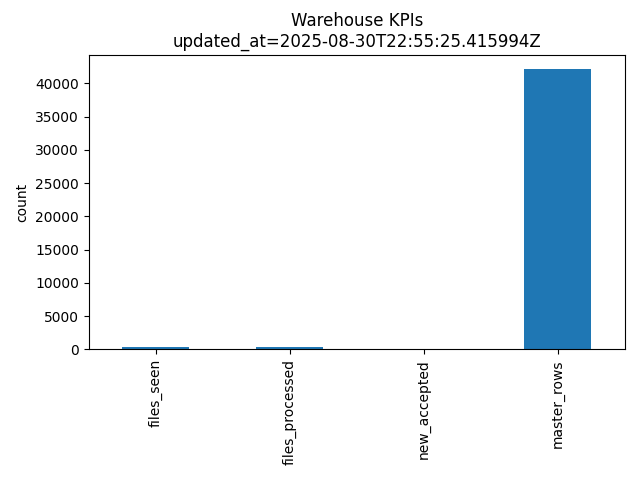 Warehouse KPIs
updated_at=2025-08-30T22:55:25.415994Z
40000
35000
30000
25000
20000
15000
10000
5000
0
count
files_seen
files_processed
new_accepted
master_rows